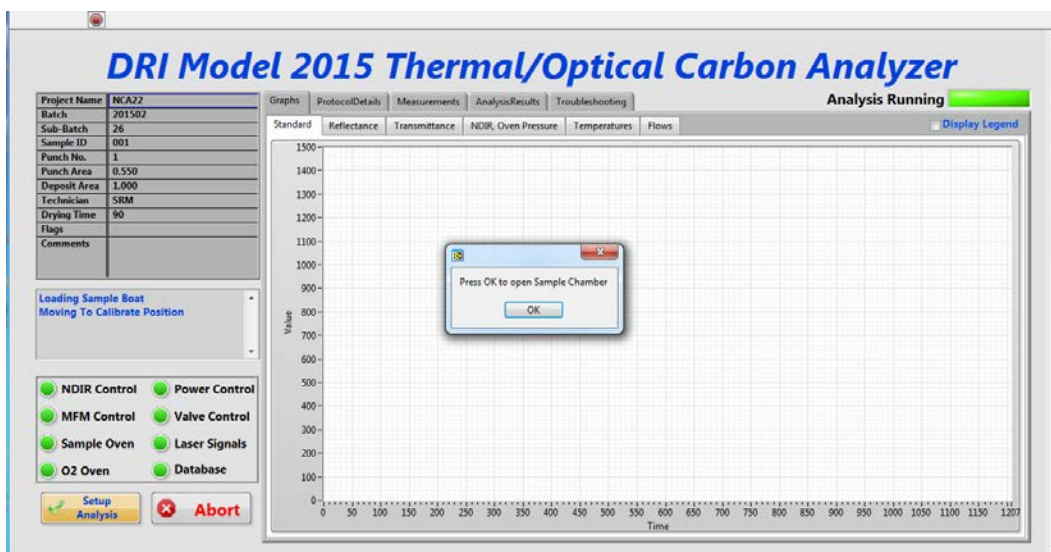 DRI Model 2015 Thermal/Optical Carbon Analyzer
Project Name NCA22
Batch 201502
Sub-Batch 26
Sample ID 001
Punch No. 1
Punch Area 0.550
Deposit Area 1.000
Technician SRM
Drying Time 90
Flags
Comments
Loading Sample Boat
Moving To Calibrate Position
NDIR Control Power Control
MFM Control Valve Control
Sample Oven Laser Signals
O2 Oven Database
Setup
Analysis
Abort
Graphs ProtocolDetails Measurements AnalysisResults Troubleshooting
Analysis Running
Standard Reflectance Transmittance NDIR, Oven Pressure Temperatures Flows
Display Legend
1500
1400
1300
1200
1100
1000
900
800
700
600
500
400
300
200
100
0
Value
Press OK to open Sample Chamber
OK
0 50 100 150 200 250 300 350 400 450 500 550 600 650 700 750 800 850 900 950 1000 1050 1100 1150 1207
Time